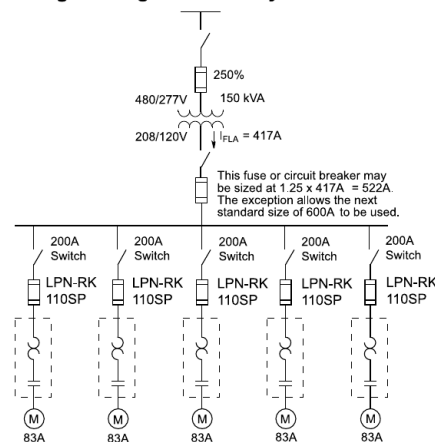 250%
480/277V 150 kVA
208/120V IFLA = 417A
This fuse or circuit breaker may
be sized at 1.25 x 417A = 522A.
The exception allows the next
standard size of 600A to be used.
200A 200A 200A 200A 200A
Switch Switch Switch Switch Switch
LPN-RK LPN-RK LPN-RK LPN-RK LPN-RK
110SP 110SP 110SP 110SP 110SP
M M M M M
83A 83A 83A 83A 83A